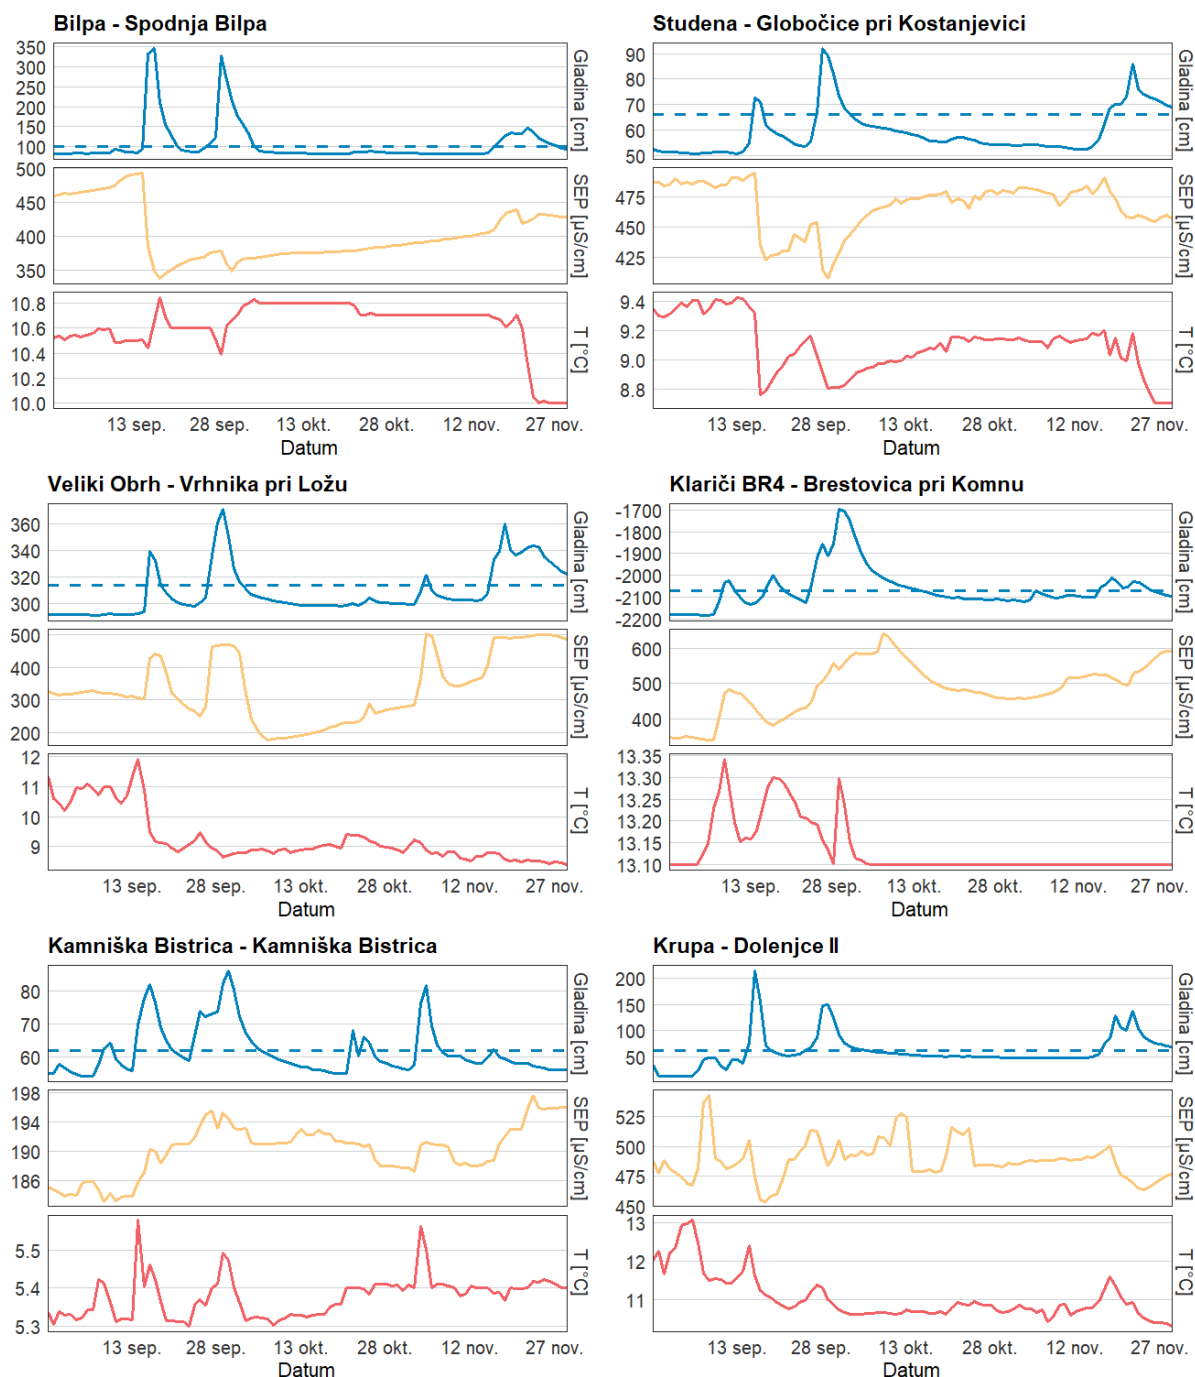 Bilpa - Spodnja Bilpa
350
300
250
200
150
100
Gladina [cm]
500
450
400
350
SEP [µS/cm]
10.8
10.6
10.4
10.2
10.0
T [°C]
13 sep.
28 sep.
13 okt.
28 okt.
12 nov.
27 nov.
Datum
Studena - Globočice pri Kostanjevici
90
80
70
60
50
Gladina [cm]
475
450
425
SEP [µS/cm]
9.4
9.2
9.0
8.8
T [°C]
13 sep.
28 sep.
13 okt.
28 okt.
12 nov.
27 nov.
Datum
Veliki Obrh - Vrhnika pri Ložu
360
340
320
300
Gladina [cm]
500
400
300
200
SEP [µS/cm]
12
11
10
9
T [°C]
13 sep.
28 sep.
13 okt.
28 okt.
12 nov.
27 nov.
Datum
Klariči BR4 - Brestovica pri Komnu
-1700
-1800
-1900
-2000
-2100
-2200
Gladina [cm]
600
500
400
SEP [µS/cm]
13.35
13.30
13.25
13.20
13.15
13.10
T [°C]
13 sep.
28 sep.
13 okt.
28 okt.
12 nov.
27 nov.
Datum
Kamniška Bistrica - Kamniška Bistrica
80
70
60
Gladina [cm]
198
194
190
186
SEP [µS/cm]
5.5
5.4
5.3
T [°C]
13 sep.
28 sep.
13 okt.
28 okt.
12 nov.
27 nov.
Datum
Krupa - Dolenjce II
200
150
100
50
Gladina [cm]
525
500
475
450
SEP [µS/cm]
13
12
11
T [°C]
13 sep.
28 sep.
13 okt.
28 okt.
12 nov.
27 nov.
Datum